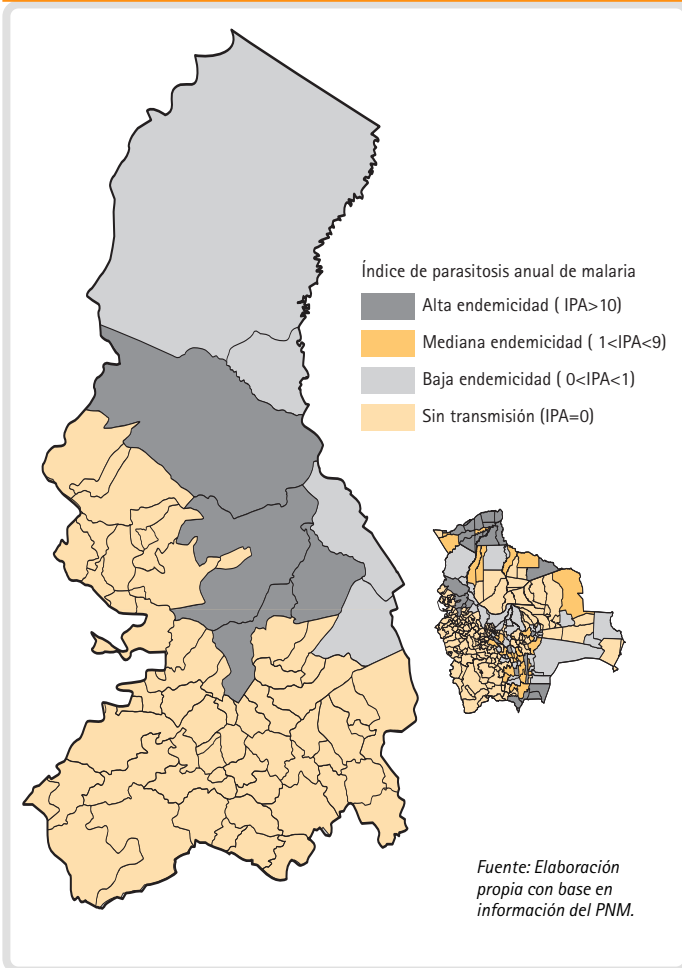 Índice de parasitosis anual de malaria
Alta endemicidad ( IPA>10)
Mediana endemicidad ( 1<IPA<9)
Baja endemicidad ( 0<IPA<1)
Sin transmisión (IPA=0)
Fuente: Elaboración
propia con base en
información del PNM.